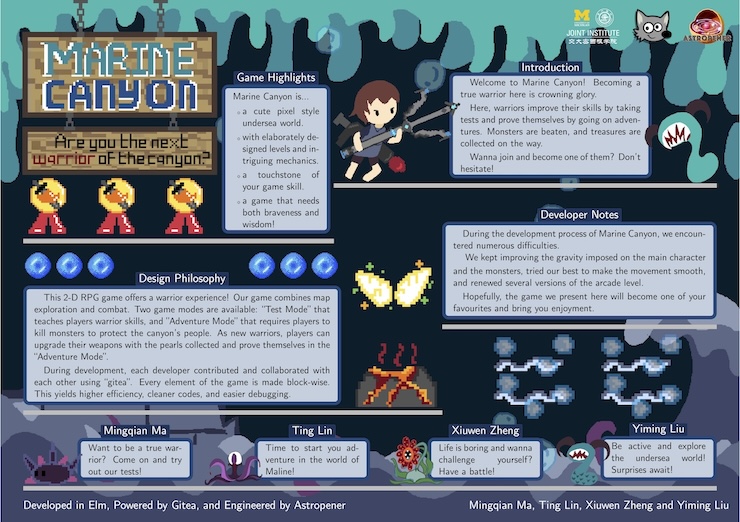 MARINE
CANYON
Are you the next
warrior of the canyon?
JOINT INSTITUTE
交大密西根学院
ASTROPENER
Game Highlights
Marine Canyon is...
a cute pixel style
undersea world.
with elaborately de-
signed levels and in-
triguing mechanics.
a touchstone of
your game skill.
a game that needs
both braveness and
wisdom!
Introduction
Welcome to Marine Canyon! Becoming a
true warrior here is crowning glory.
Here, warriors improve their skills by taking
tests and prove themselves by going on adven-
tures. Monsters are beaten, and treasures are
collected on the way.
Wanna join and become one of them? Don't
hesitate!
Developer Notes
During the development process of Marine Canyon, we encoun-
tered numerous difficulties.
We kept improving the gravity imposed on the main character
and the monsters, tried our best to make the movement smooth,
and renewed several versions of the arcade level.
Hopefully, the game we present here will become one of your
favourites and bring you enjoyment.
Design Philosophy
This 2-D RPG game offers a warrior experience! Our game combines map
exploration and combat. Two game modes are available: "Test Mode" that
teaches players warrior skills, and "Adventure Mode" that requires players to
kill monsters to protect the canyon's people. As new warriors, players can
upgrade their weapons with the pearls collected and prove themselves in the
"Adventure Mode".
During development, each developer contributed and collaborated with
each other using "gitea". Every element of the game is made block-wise.
This yields higher efficiency, cleaner codes, and easier debugging.
Mingqian Ma
Want to be a true war-
rior? Come on and try
out our tests!
Ting Lin
Time to start you ad-
venture in the world of
Maline!
Xiuwen Zheng
Life is boring and wanna
challenge yourself?
Have a battle!
Yiming Liu
Be active and explore
the undersea world!
Surprises await!
Developed in Elm, Powered by Gitea, and Engineered by Astropener
Mingqian Ma, Ting Lin, Xiuwen Zheng and Yiming Liu